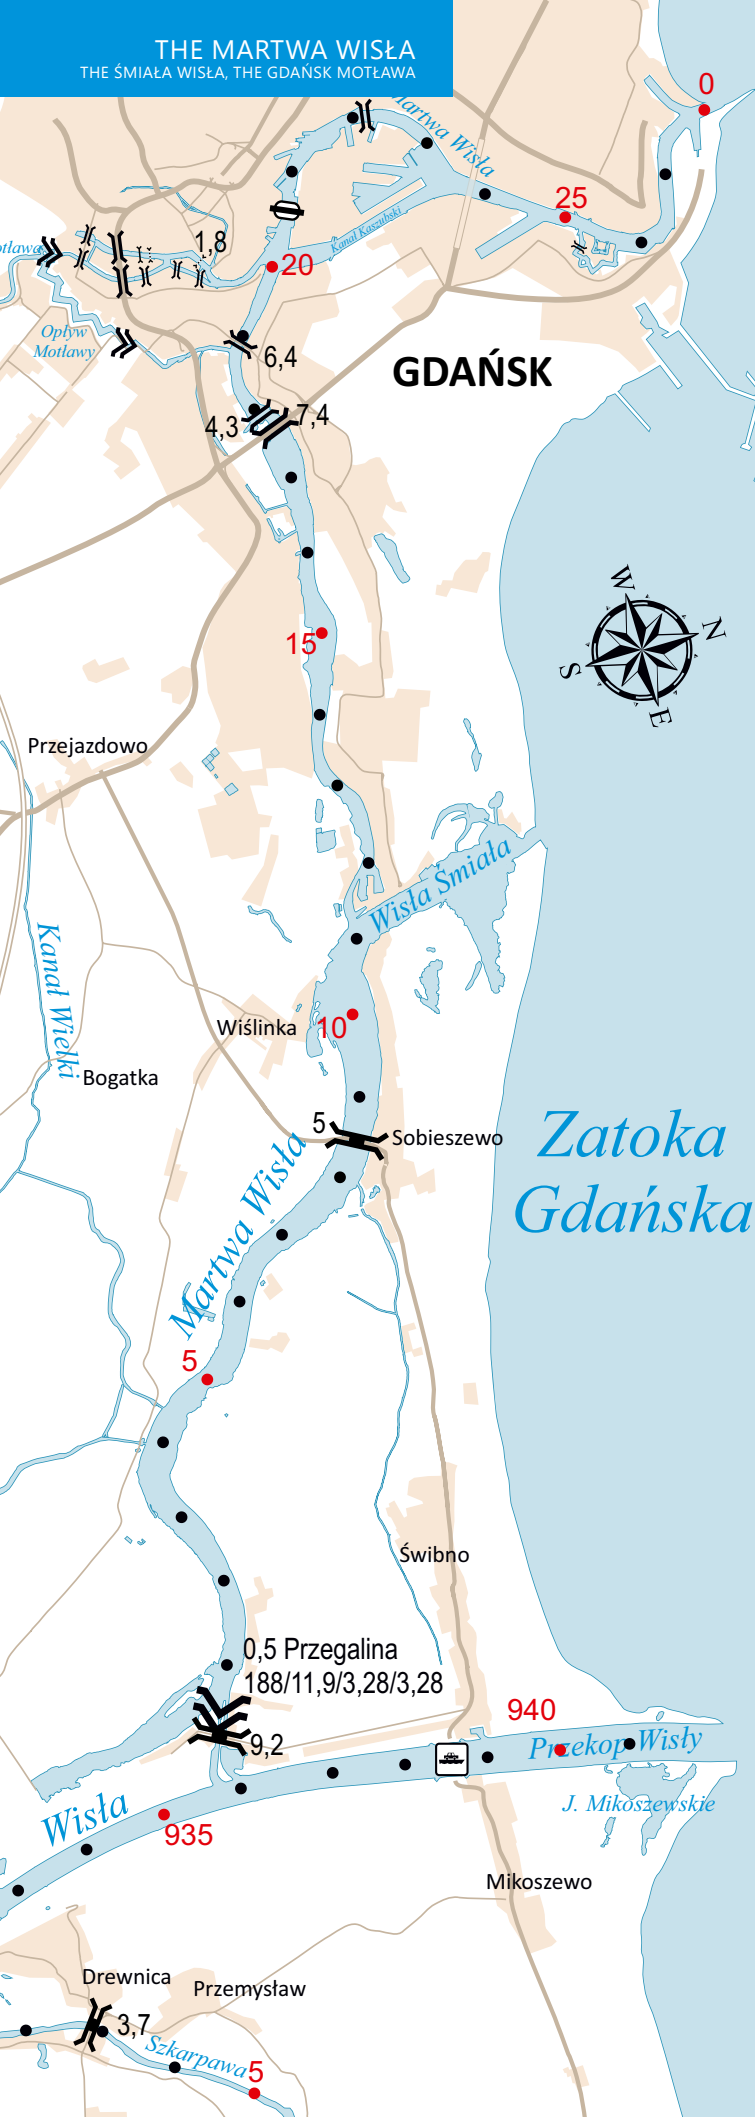 THE MARTWA WISŁA
THE ŚMIAŁA WISŁA, THE GDAŃSK MOTŁAWA
0
Martwa Wisła
25
1,8
Kanał Kaszubski
20
Opływ
Motławy
6,4
GDAŃSK
4,3
7,4
W
N
S
E
15
Przejazdowo
Wisła Śmiała
Kanał Wielki
10
Wiślinka
Bogatka
5
Sobieszewo
Zatoka
Gdańska
Martwa Wisła
5
Świbno
0,5 Przegalina
188/11,9/3,28/3,28
9,2
940
Przekop Wisły
J. Mikoszewskie
Wisła
935
Mikoszewo
Drewnica
Przemysław
3,7
Szkarpawa
5